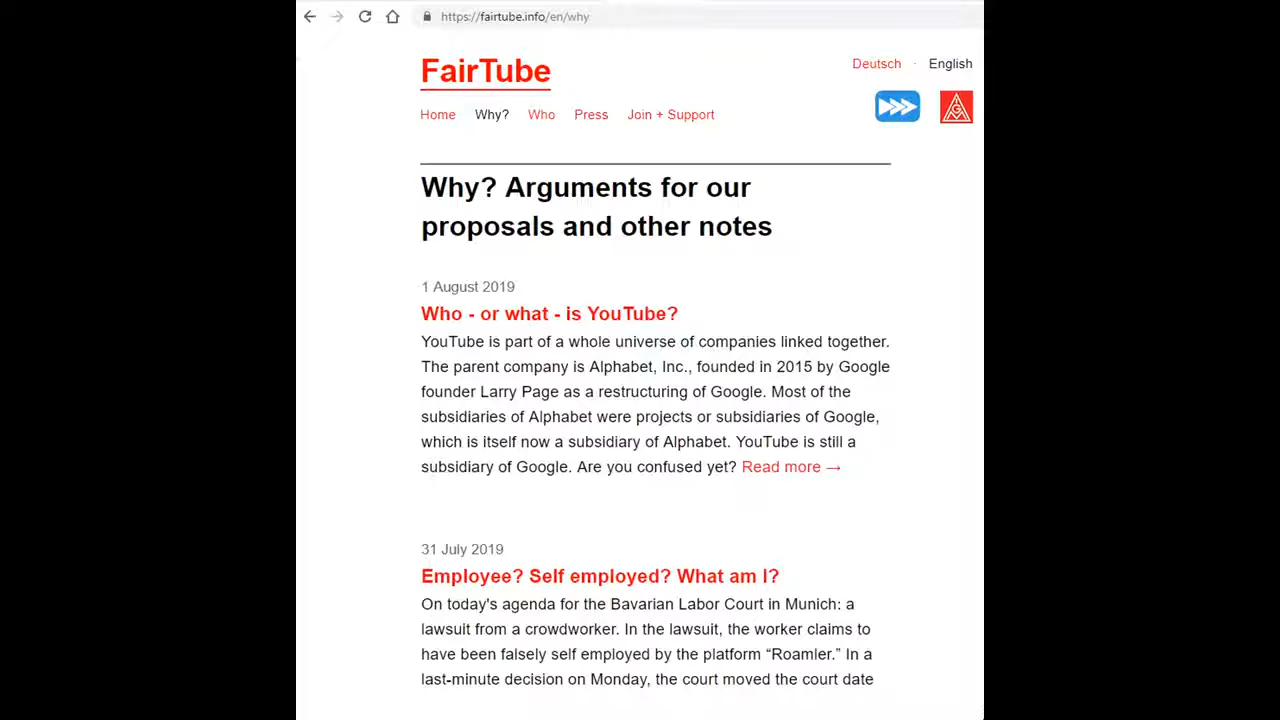 https://fairtube.info/en/why
FairTube
Deutsch · English
Home Why? Who Press Join + Support
IGM
Why? Arguments for our
proposals and other notes
1 August 2019
Who - or what - is YouTube?
YouTube is part of a whole universe of companies linked together.
The parent company is Alphabet, Inc., founded in 2015 by Google
founder Larry Page as a restructuring of Google. Most of the
subsidiaries of Alphabet were projects or subsidiaries of Google,
which is itself now a subsidiary of Alphabet. YouTube is still a
subsidiary of Google. Are you confused yet? Read more →
31 July 2019
Employee? Self employed? What am I?
On today's agenda for the Bavarian Labor Court in Munich: a
lawsuit from a crowdworker. In the lawsuit, the worker claims to
have been falsely self employed by the platform “Roamler.” In a
last-minute decision on Monday, the court moved the court date